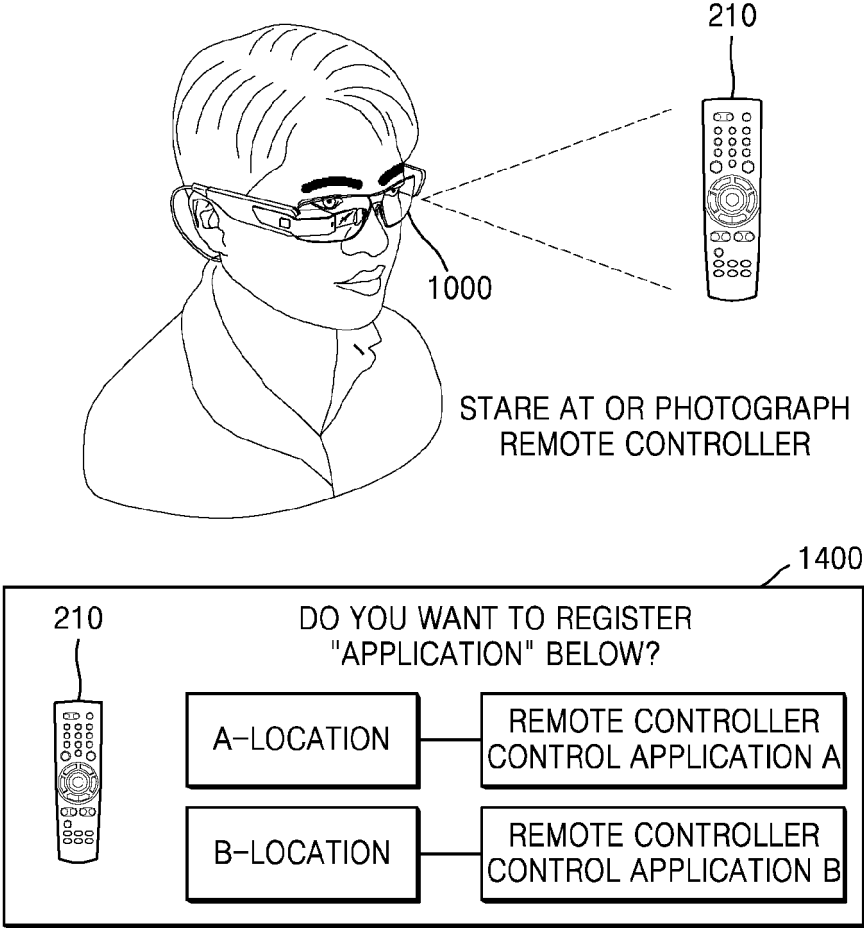 210
1000
STARE AT OR PHOTOGRAPH
REMOTE CONTROLLER
1400
210
DO YOU WANT TO REGISTER
"APPLICATION" BELOW?
A-LOCATION
REMOTE CONTROLLER
CONTROL APPLICATION A
B-LOCATION
REMOTE CONTROLLER
CONTROL APPLICATION B